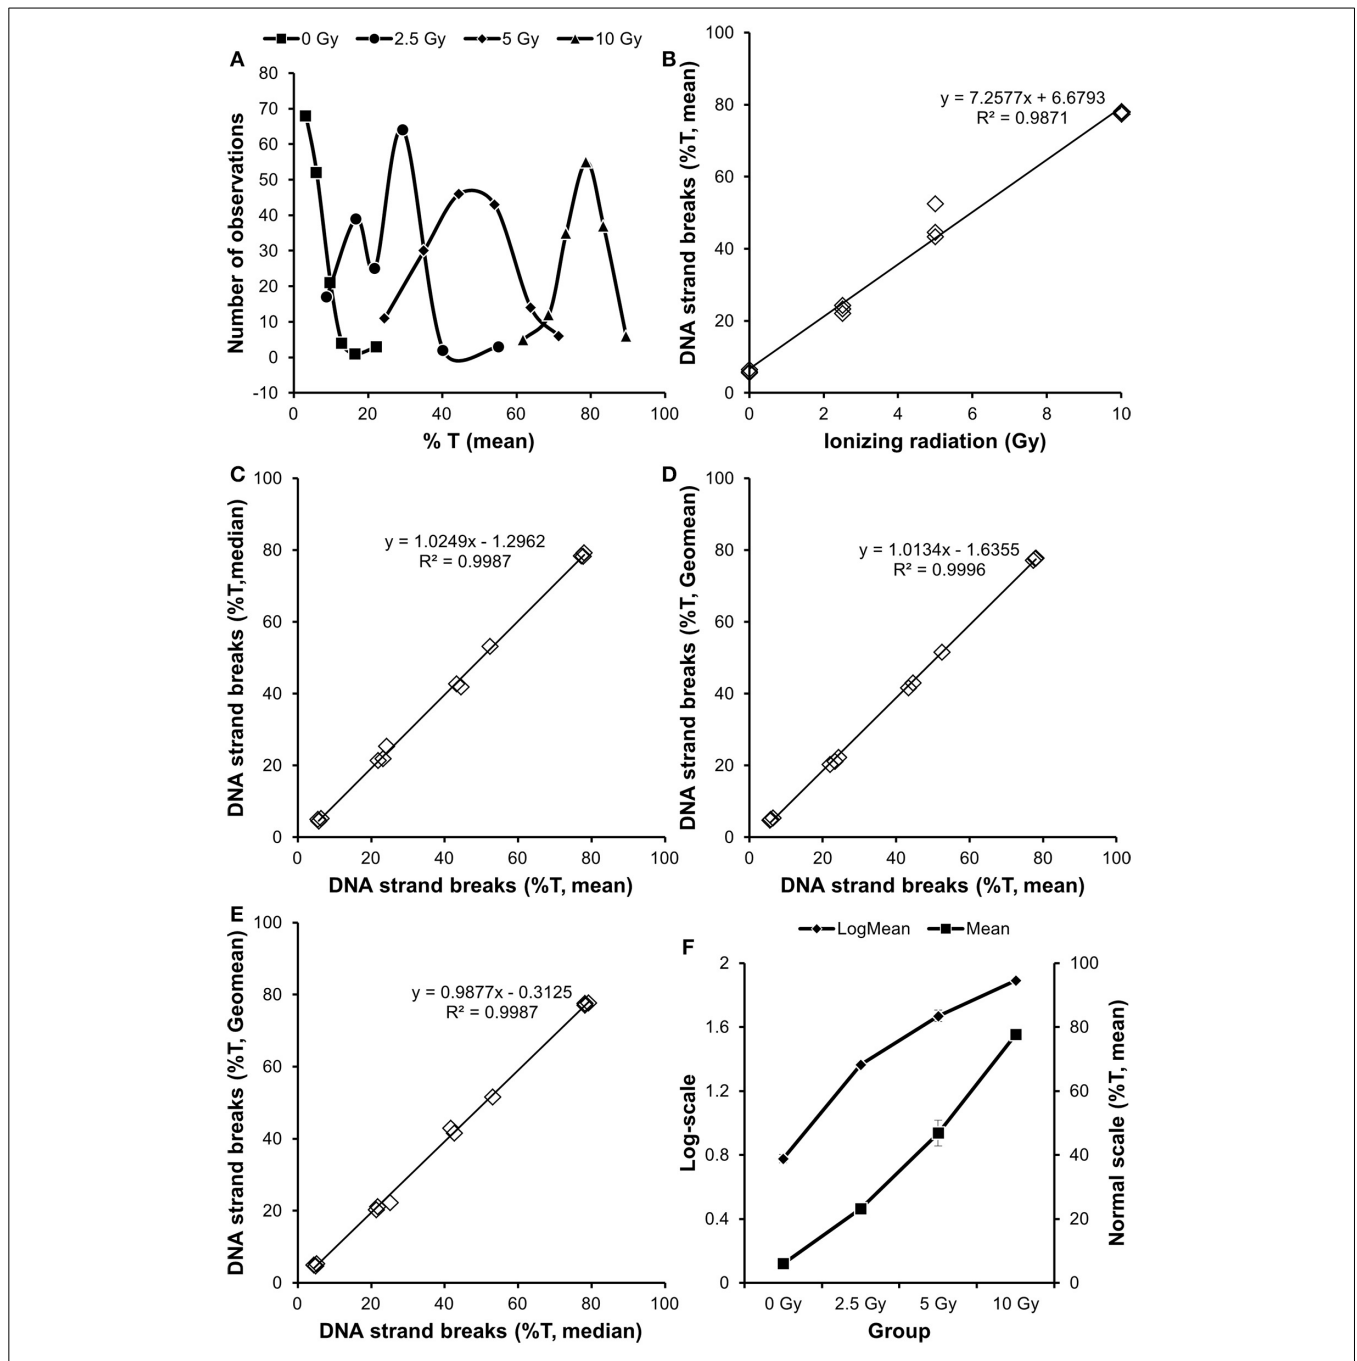 0 Gy 2.5 Gy 5 Gy 10 Gy
A
80
70
60
50
40
30
20
10
0
-10
Number of observations
0 20 40 60 80 100
% T (mean)
B
100
80
60
40
20
0
DNA strand breaks (%T, mean)
y = 7.2577x + 6.6793
R² = 0.9871
0 2 4 6 8 10
Ionizing radiation (Gy)
C
100
80
60
40
20
0
DNA strand breaks (%T,median)
y = 1.0249x - 1.2962
R² = 0.9987
0 20 40 60 80 100
DNA strand breaks (%T, mean)
D
100
80
60
40
20
0
DNA strand breaks (%T, Geomean)
y = 1.0134x - 1.6355
R² = 0.9996
0 20 40 60 80 100
DNA strand breaks (%T, mean)
E
100
80
60
40
20
0
DNA strand breaks (%T, Geomean)
y = 0.9877x - 0.3125
R² = 0.9987
0 20 40 60 80 100
DNA strand breaks (%T, median)
LogMean Mean
F
2
1.6
1.2
0.8
0.4
0
Log-scale
100
80
60
40
20
0
Normal scale (%T, mean)
0 Gy 2.5 Gy 5 Gy 10 Gy
Group